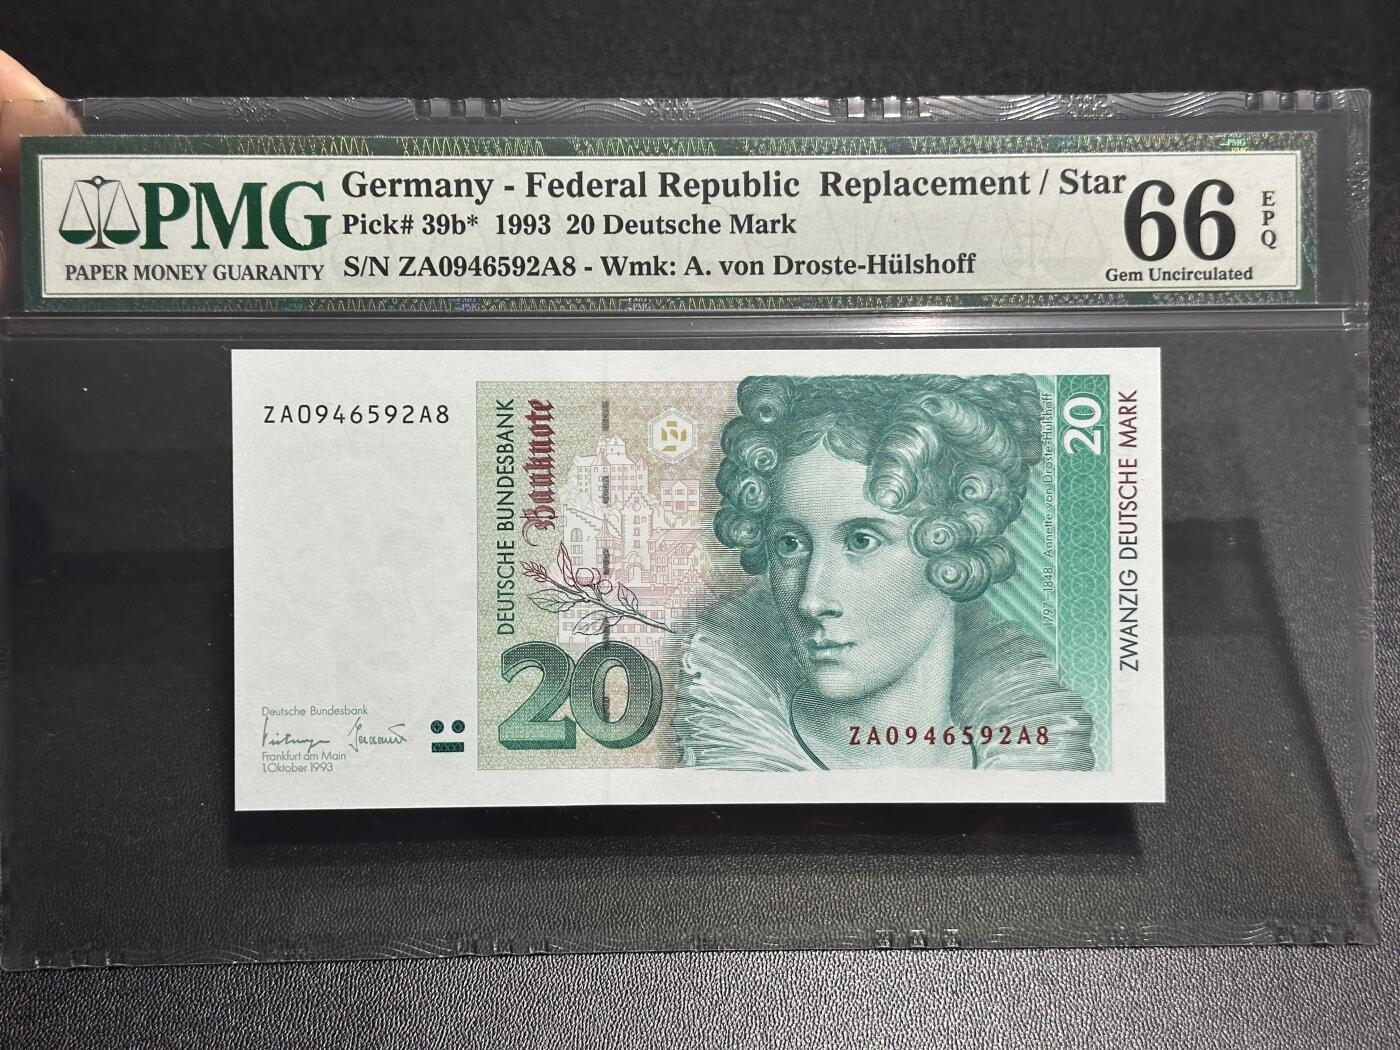 PMG
PAPER MONEY GUARANTY
Germany - Federal Republic Replacement / Star
Pick# 39b* 1993 20 Deutsche Mark
S/N ZA0946592A8 - Wmk: A. von Droste-Hülshoff
66
EPQ
Gem Uncirculated
ZA0946592A8
DEUTSCHE BUNDESBANK
Banknote
20
1797-1848 Annette von Droste-Hülshoff
20
ZWANZIG DEUTSCHE MARK
ZA0946592A8
Deutsche Bundesbank
Frankfurt am Main
1.Oktober 1993